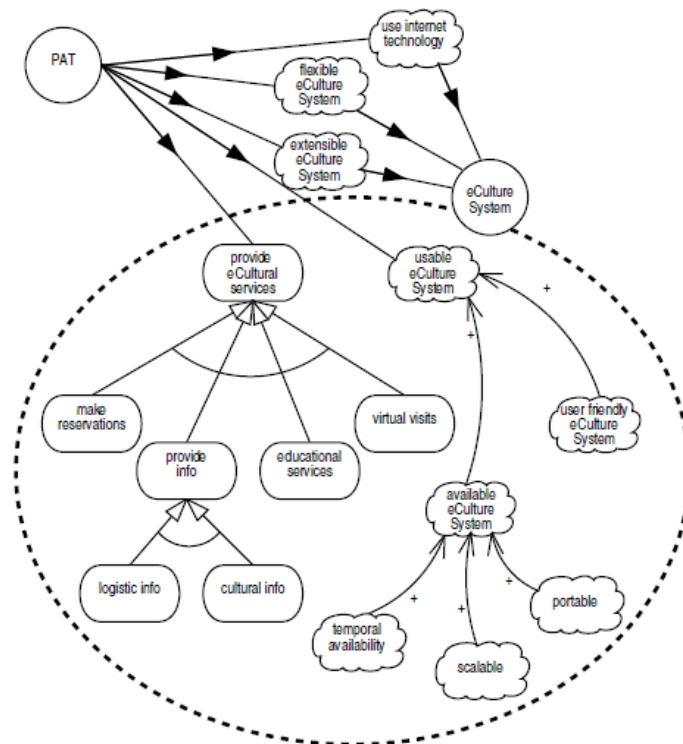 use internet
technology
PAT
flexible
eCulture
System
extensible
eCulture
System
eCulture
System
provide
eCultural
services
usable
eCulture
System
+
+
make
reservations
virtual visits
user friendly
eCulture
System
provide
info
educational
services
available
eCulture
System
logistic info
cultural info
+
+
+
portable
temporal
availability
scalable